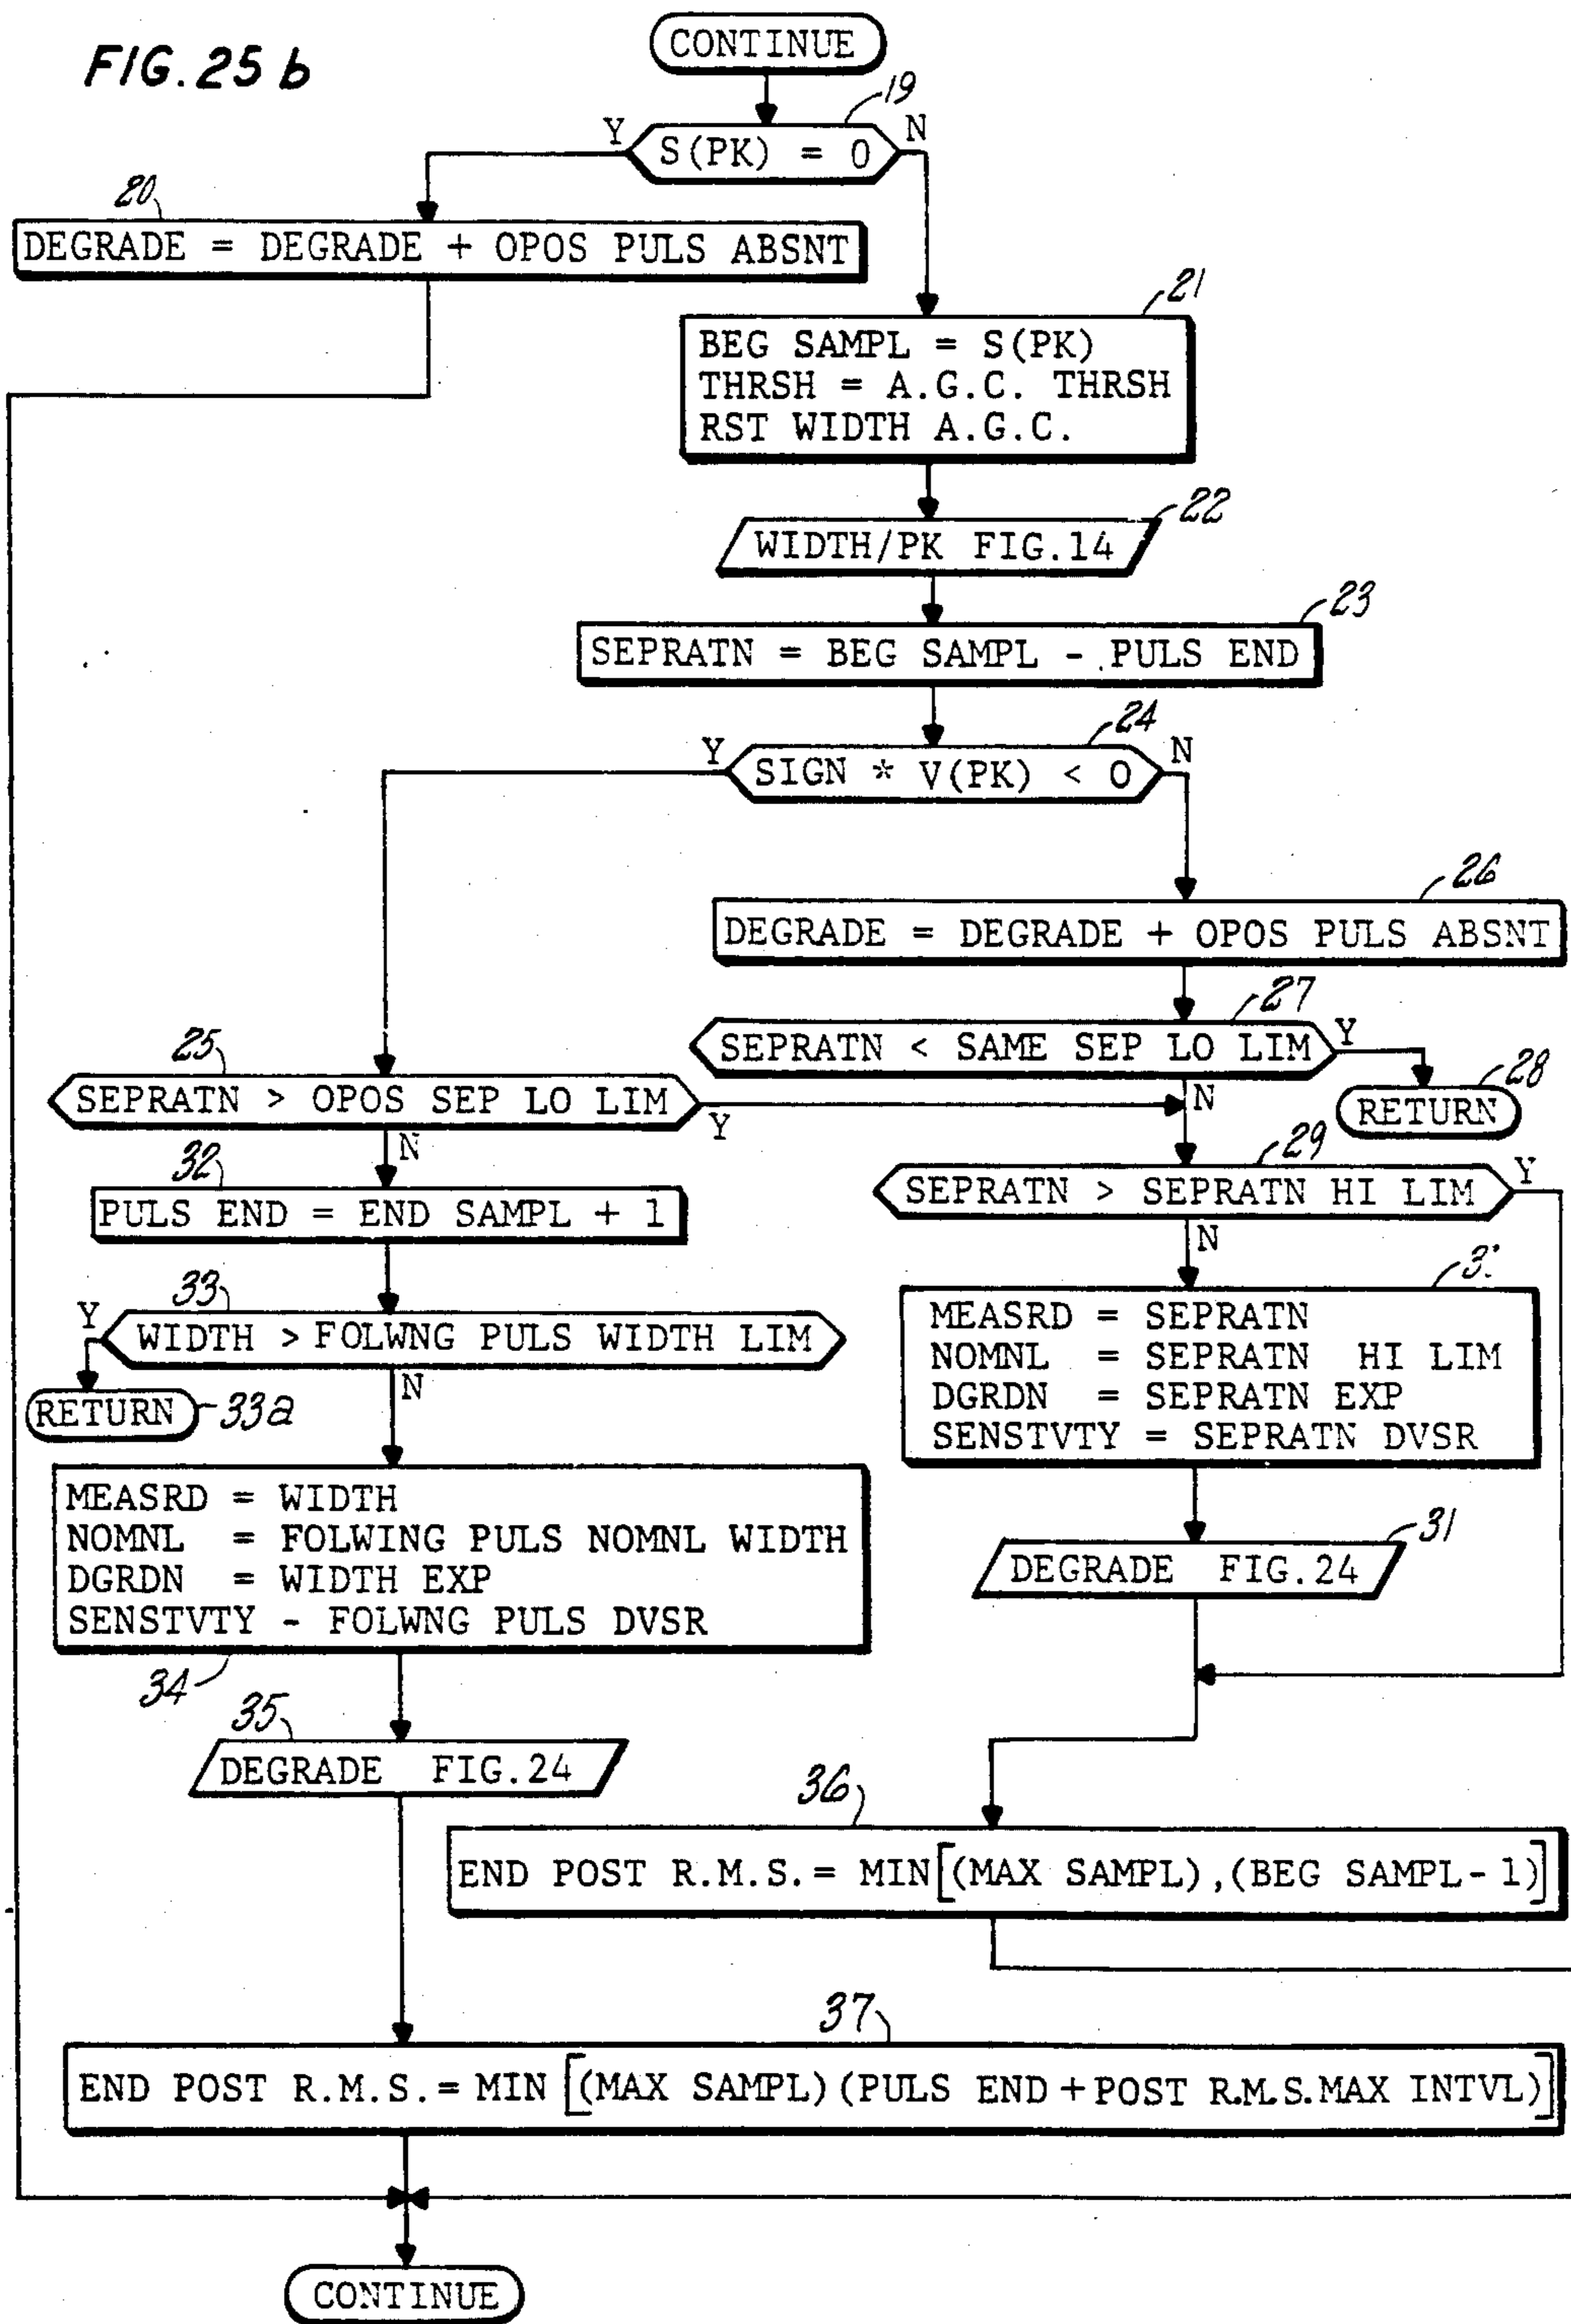 FIG. 25 b
CONTINUE
19
Y S(PK) = 0 N
20
DEGRADE = DEGRADE + OPOS PULS ABSNT
21
BEG SAMPL = S(PK)
THRSH = A.G.C. THRSH
RST WIDTH A.G.C.
22
WIDTH/PK FIG.14
23
SEPRATN = BEG SAMPL - PULS END
24
Y SIGN * V(PK) < 0 N
26
DEGRADE = DEGRADE + OPOS PULS ABSNT
27
SEPRATN < SAME SEP LO LIM Y
N
28
RETURN
25
SEPRATN > OPOS SEP LO LIM Y
N
29
SEPRATN > SEPRATN HI LIM Y
N
32
PULS END = END SAMPL + 1
33
Y WIDTH > FOLWNG PULS WIDTH LIM
N
RETURN 33a
3
MEASRD = SEPRATN
NOMNL = SEPRATN HI LIM
DGRDN = SEPRATN EXP
SENSTVTY = SEPRATN DVSR
MEASRD = WIDTH
NOMNL = FOLWING PULS NOMNL WIDTH
DGRDN = WIDTH EXP
SENSTVTY - FOLWNG PULS DVSR
34
31
DEGRADE FIG.24
35
DEGRADE FIG.24
36
END POST R.M.S. = MIN[(MAX SAMPL),(BEG SAMPL-1)]
37
END POST R.M.S. = MIN [(MAX SAMPL)(PULS END + POST R.M.S. MAX INTVL)]
CONTINUE